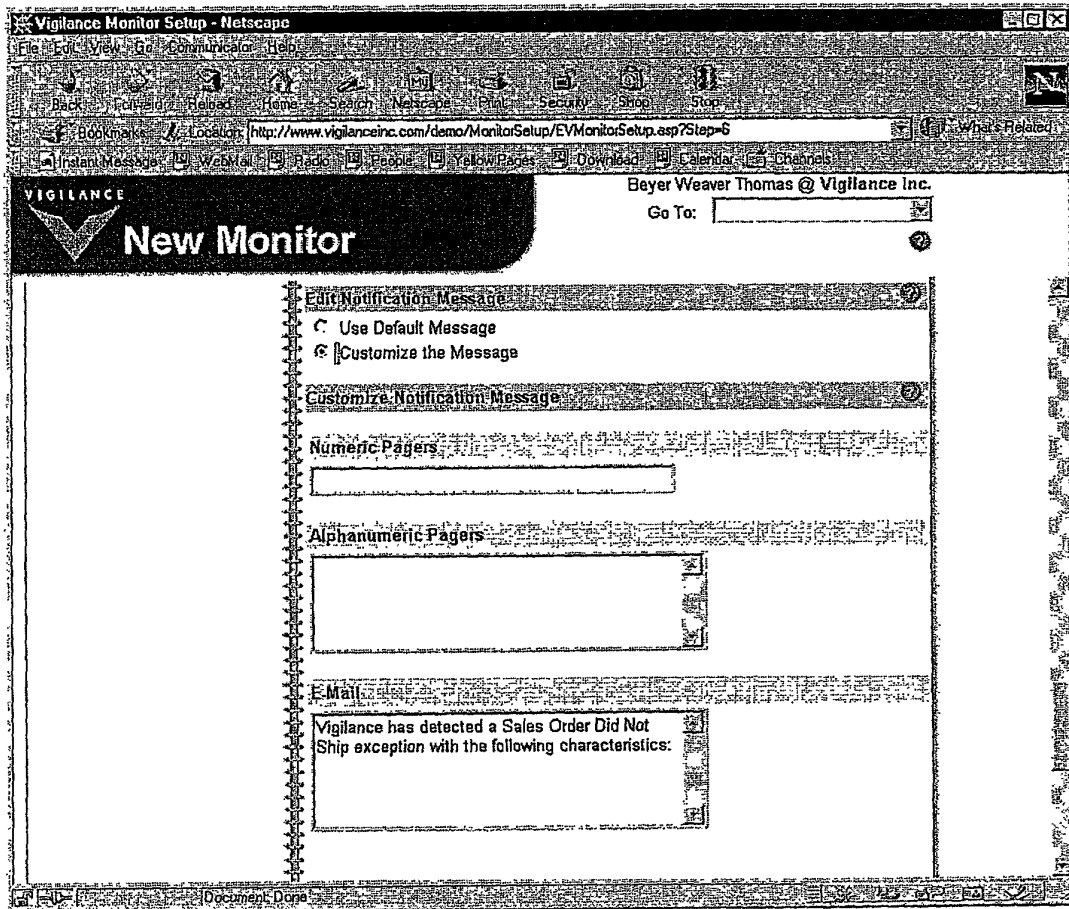 Vigilance Monitor Setup - Netscape
File Edit View Go Communicator Help
Back Forward Reload Home Search Netscape Print Security Shop Stop
Bookmarks Location: http://www.vigilanceinc.com/demo/MonitorSetup/EVMonitorSetup.asp?Step=6 What's Related
Instant Message WebMail Radio People Yellow Pages Download Calendar Channels
VIGILANCE
New Monitor
Beyer Weaver Thomas @ Vigilance Inc.
Go To:
Edit Notification Message
Use Default Message
Customize the Message
Customize Notification Message
Numeric Pagers
Alphanumeric Pagers
E-Mail
Vigilance has detected a Sales Order Did Not
Ship exception with the following characteristics:
Document: Done